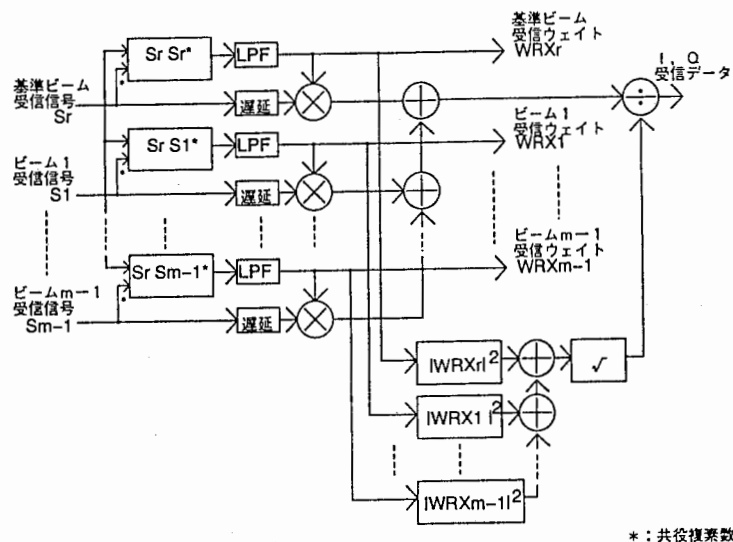 Sr Sr*
LPF
基準ビーム
受信ウェイト
WRXr
I, Q
受信データ
基準ビーム
受信信号
Sr
遅延
×
+
÷
Sr S1*
LPF
ビーム1
受信ウェイト
WRX1
ビーム1
受信信号
S1
遅延
×
+
Sr Sm-1*
LPF
ビームm-1
受信ウェイト
WRXm-1
ビームm-1
受信信号
Sm-1
遅延
×
|WRXr|²
+
√
|WRX1|²
+
|WRXm-1|²
*:共役複素数